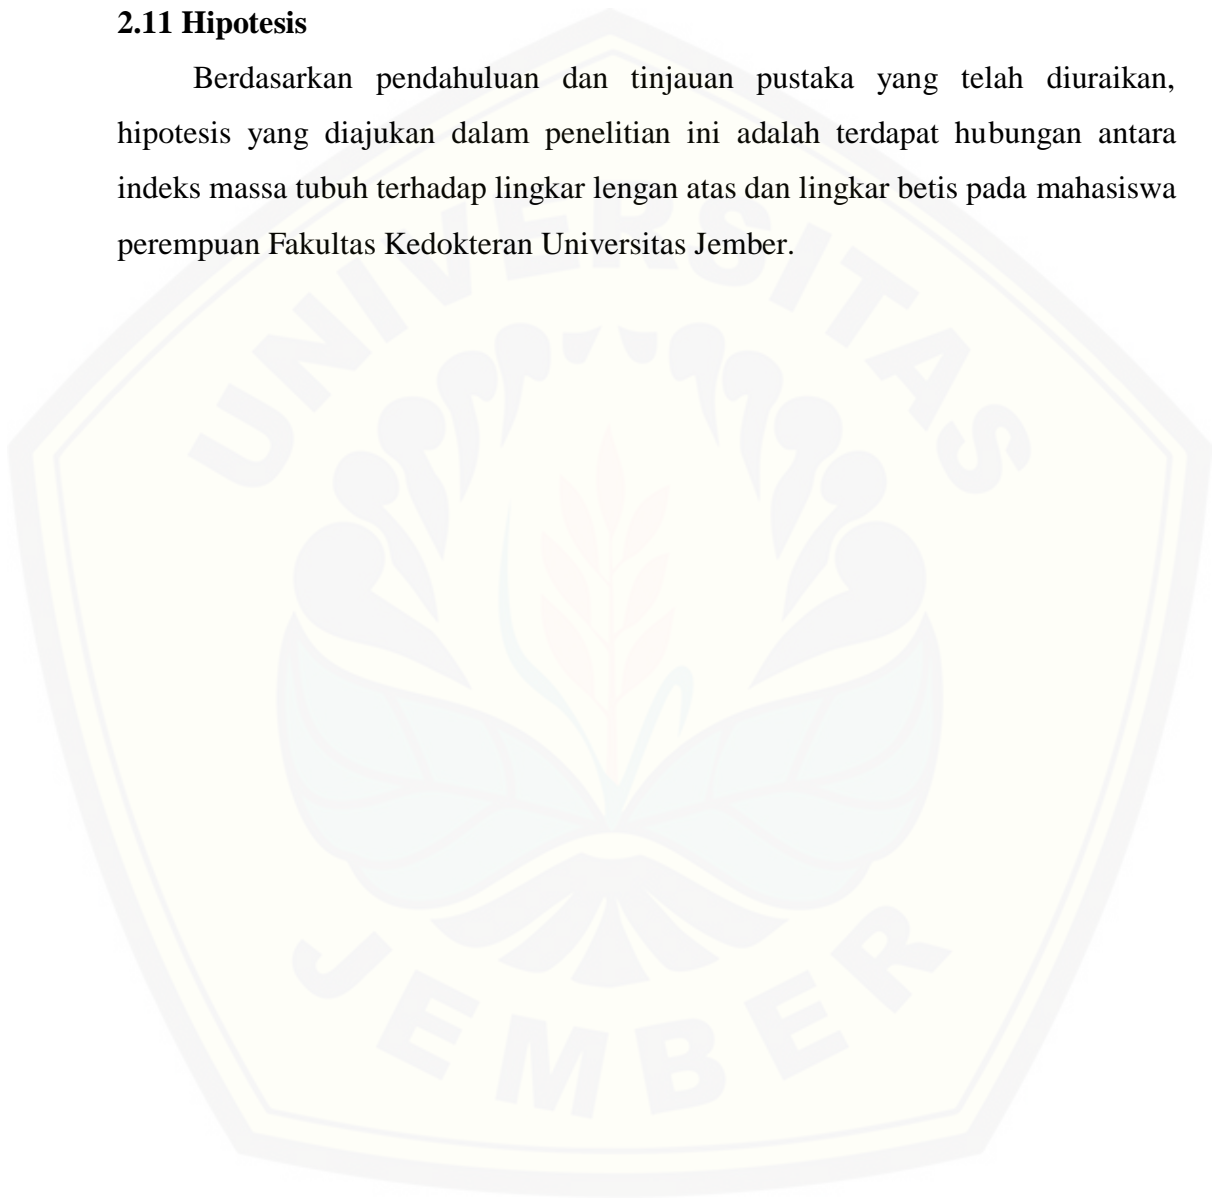 2.11 Hipotesis
Berdasarkan pendahuluan dan tinjauan pustaka yang telah diuraikan,
hipotesis yang diajukan dalam penelitian ini adalah terdapat hubungan antara
indeks massa tubuh terhadap lingkar lengan atas dan lingkar betis pada mahasiswa
perempuan Fakultas Kedokteran Universitas Jember.
UNIVERSITAS
JEMBER